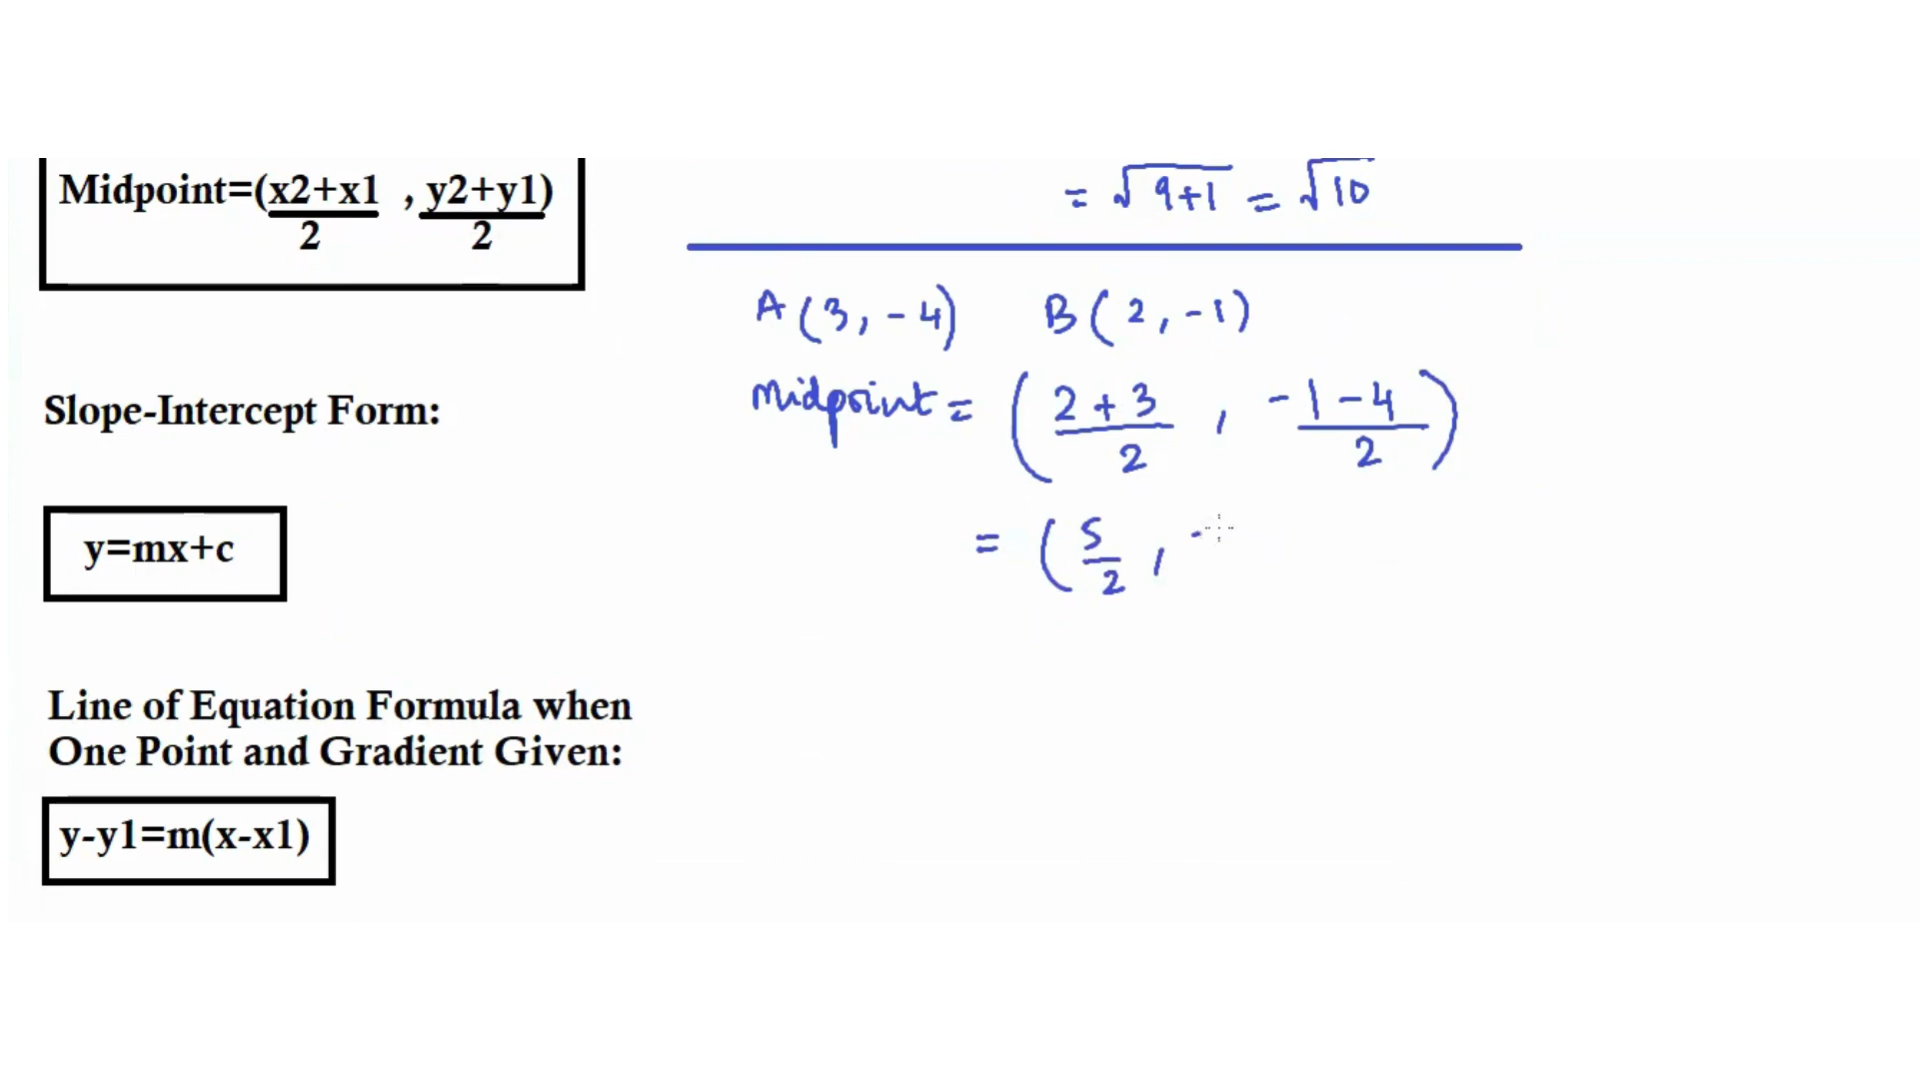 Midpoint=(x2+x1 , y2+y1)
2 2
Slope-Intercept Form:
y=mx+c
Line of Equation Formula when
One Point and Gradient Given:
y-y1=m(x-x1)
= √9+1 = √10
A(3,-4) B(2,-1)
Midpoint = (2+3 , -1-4)
2 2
= (5 , -
2